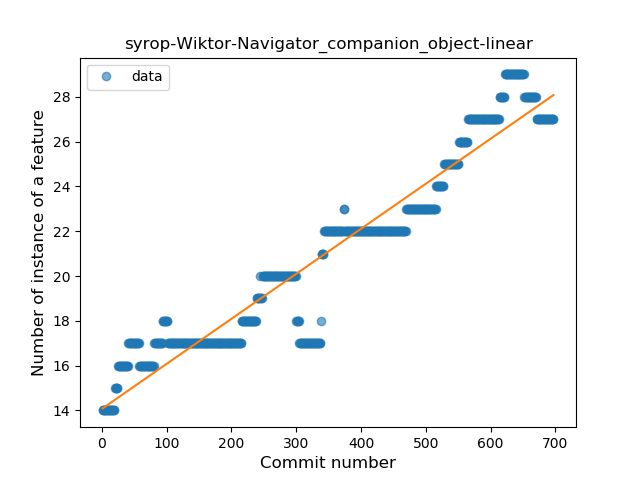 syrop-Wiktor-Navigator_companion_object-linear
data
Number of instance of a feature
28
26
24
22
20
18
16
14
0 100 200 300 400 500 600 700
Commit number